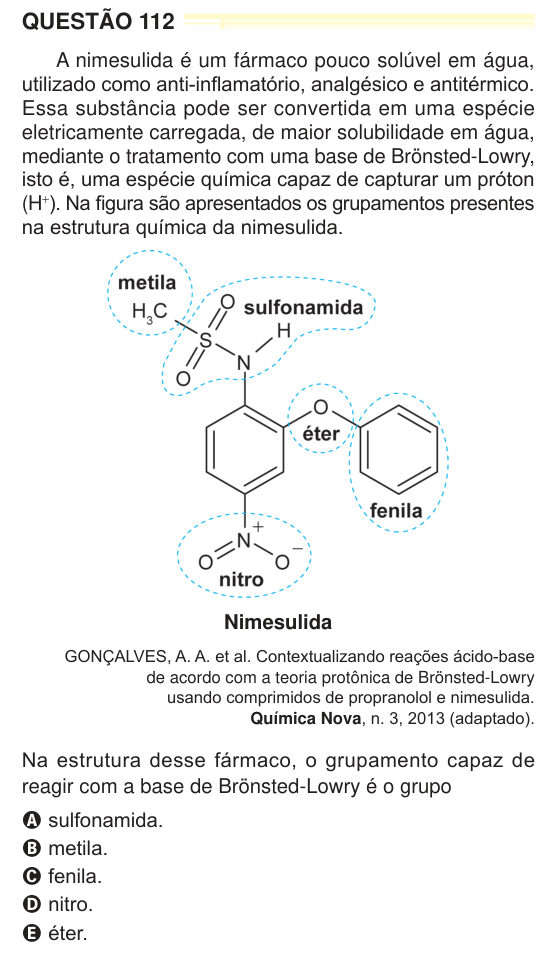 QUESTÃO 112
A nimesulida é um fármaco pouco solúvel em água,
utilizado como anti-inflamatório, analgésico e antitérmico.
Essa substância pode ser convertida em uma espécie
eletricamente carregada, de maior solubilidade em água,
mediante o tratamento com uma base de Brönsted-Lowry,
isto é, uma espécie química capaz de capturar um próton
(H⁺). Na figura são apresentados os grupamentos presentes
na estrutura química da nimesulida.
metila
H₃C
O
sulfonamida
H
S
N
O
O
éter
fenila
N⁺
O
O⁻
nitro
Nimesulida
GONÇALVES, A. A. et al. Contextualizando reações ácido-base
de acordo com a teoria protônica de Brönsted-Lowry
usando comprimidos de propranolol e nimesulida.
Química Nova, n. 3, 2013 (adaptado).
Na estrutura desse fármaco, o grupamento capaz de
reagir com a base de Brönsted-Lowry é o grupo
A sulfonamida.
B metila.
C fenila.
D nitro.
E éter.